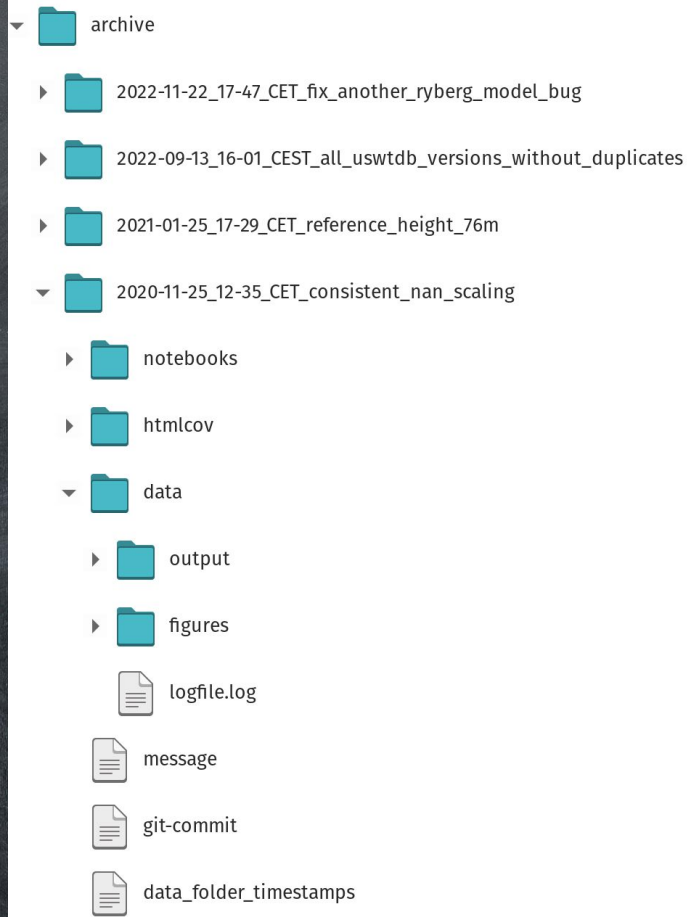 archive
2022-11-22_17-47_CET_fix_another_ryberg_model_bug
2022-09-13_16-01_CEST_all_uswtdb_versions_without_duplicates
2021-01-25_17-29_CET_reference_height_76m
2020-11-25_12-35_CET_consistent_nan_scaling
notebooks
htmlcov
data
output
figures
logfile.log
message
git-commit
data_folder_timestamps